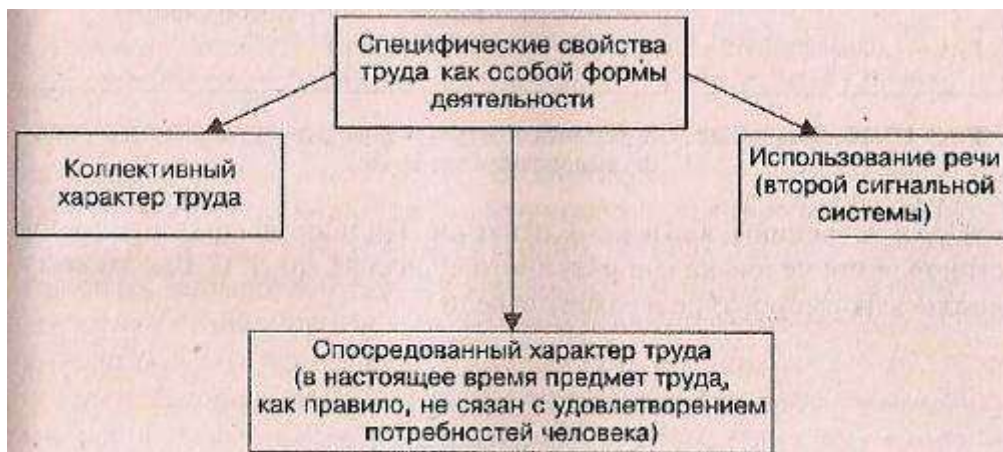 Специфические свойства
труда как особой формы
деятельности
Коллективный
характер труда
Использование речи
(второй сигнальной
системы)
Опосредованный характер труда
(в настоящее время предмет труда,
как правило, не сязан с удовлетворением
потребностей человека)